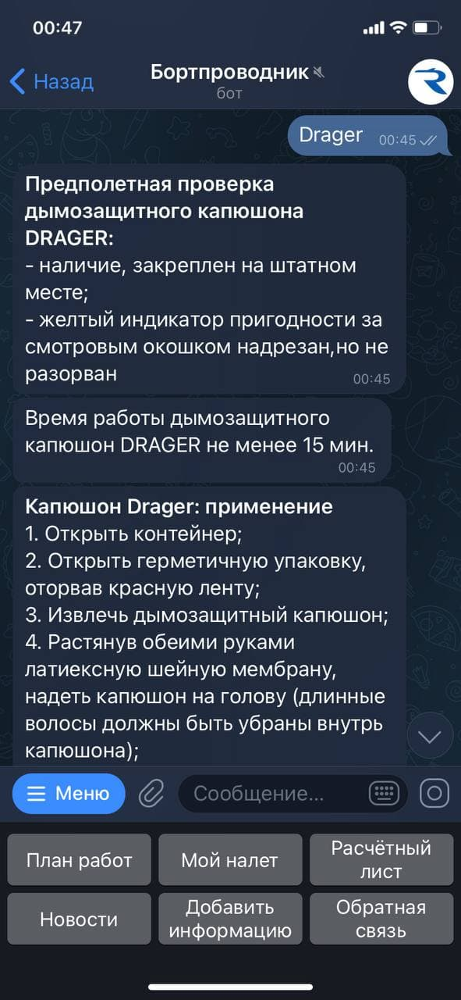 00:47
Назад
Бортпроводник
бот
Drager 00:45
Предполетная проверка
дымозащитного капюшона
DRAGER:
- наличие, закреплен на штатном
месте;
- желтый индикатор пригодности за
смотровым окошком надрезан,но не
разорван
00:45
Время работы дымозащитного
капюшон DRAGER не менее 15 мин.
00:45
Капюшон Drager: применение
1. Открыть контейнер;
2. Открыть герметичную упаковку,
оторвав красную ленту;
3. Извлечь дымозащитный капюшон;
4. Растянув обеими руками
латиексную шейную мембрану,
надеть капюшон на голову (длинные
волосы должны быть убраны внутрь
капюшона);
Меню
Сообщение...
План работ
Мой налет
Расчётный
лист
Новости
Добавить
информацию
Обратная
связь